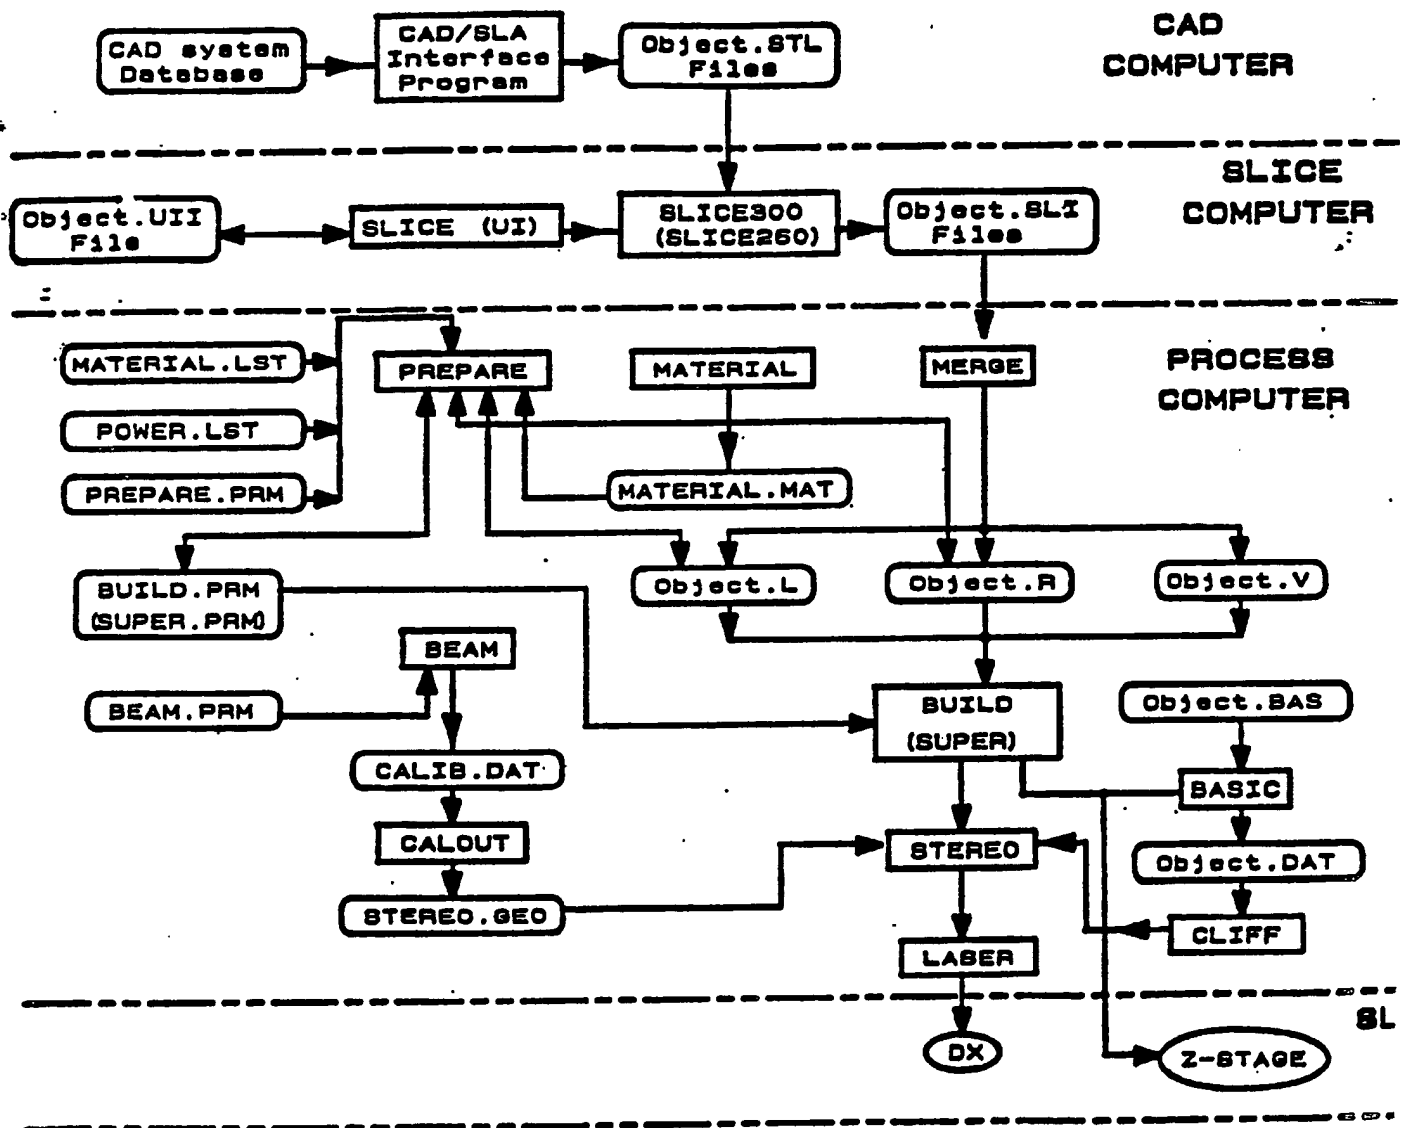 CAD system
Database
CAD/SLA
Interface
Program
Object.STL
Files
CAD
COMPUTER
Object.UII
File
SLICE (UI)
SLICE300
(SLICE260)
Object.SLI
Files
SLICE
COMPUTER
MATERIAL.LST
POWER.LST
PREPARE.PRM
PREPARE
MATERIAL
MERGE
PROCESS
COMPUTER
MATERIAL.MAT
BUILD.PRM
(SUPER.PRM)
Object.L
Object.R
Object.V
BEAM
BEAM.PRM
CALIB.DAT
CALOUT
STEREO.GEO
BUILD
(SUPER)
Object.BAS
BASIC
STEREO
Object.DAT
LASER
CLIFF
SL
DX
Z-STAGE